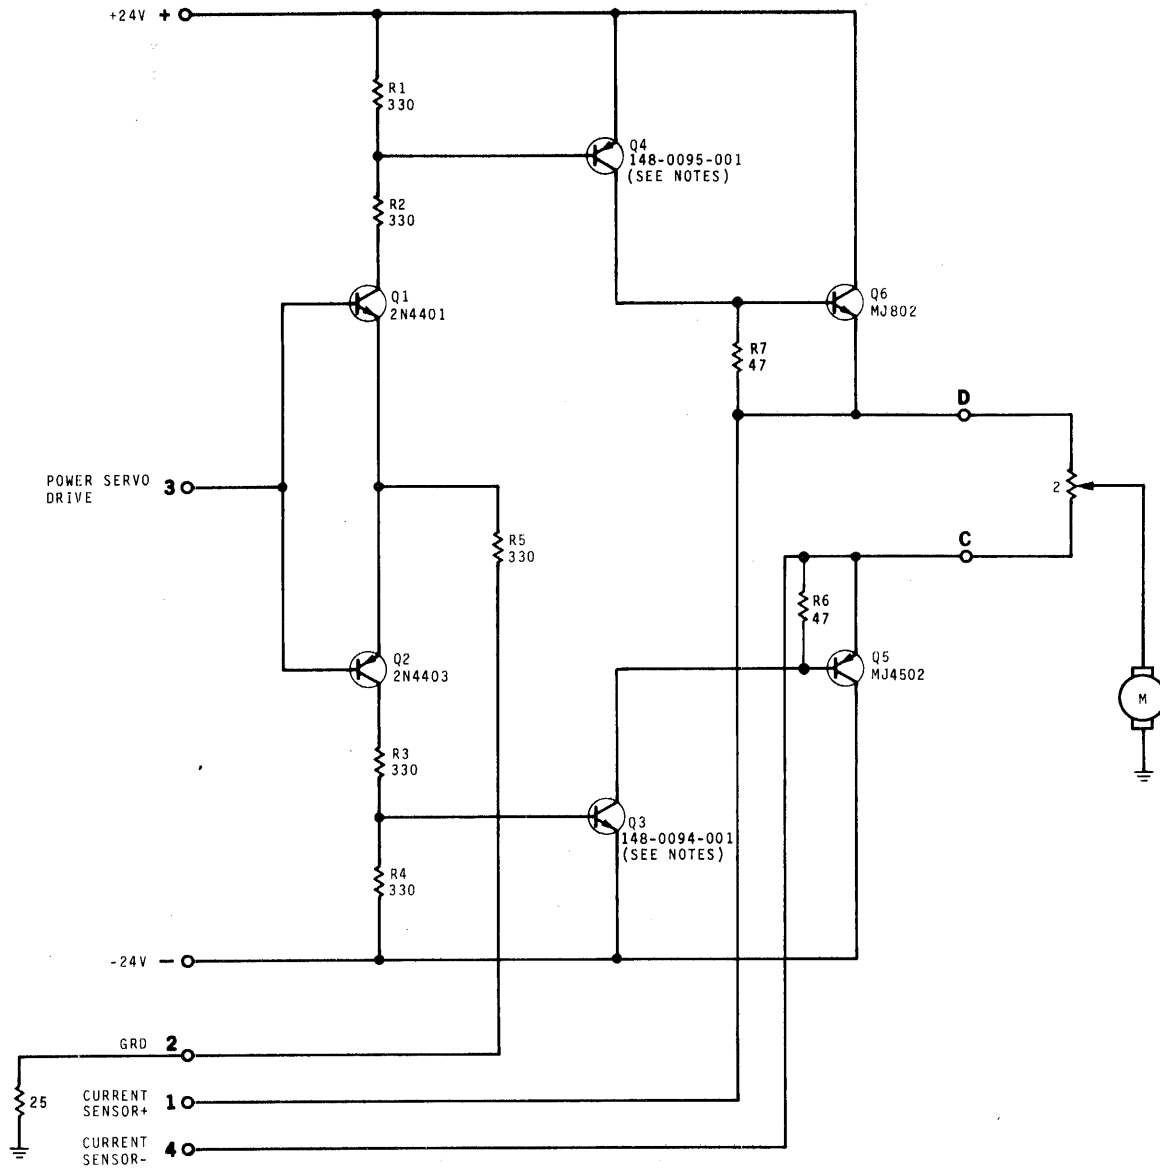 +24V + 
R1
330
Q4
148-0095-001
(SEE NOTES)
R2
330
Q1
2N4401
Q6
MJ802
R7
47
D
POWER SERVO
DRIVE
3
2
R5
330
C
R6
47
Q2
2N4403
Q5
MJ4502
M
R3
330
Q3
148-0094-001
(SEE NOTES)
R4
330
-24V −
GRD 2
25
CURRENT
SENSOR+
1
CURRENT
SENSOR-
4